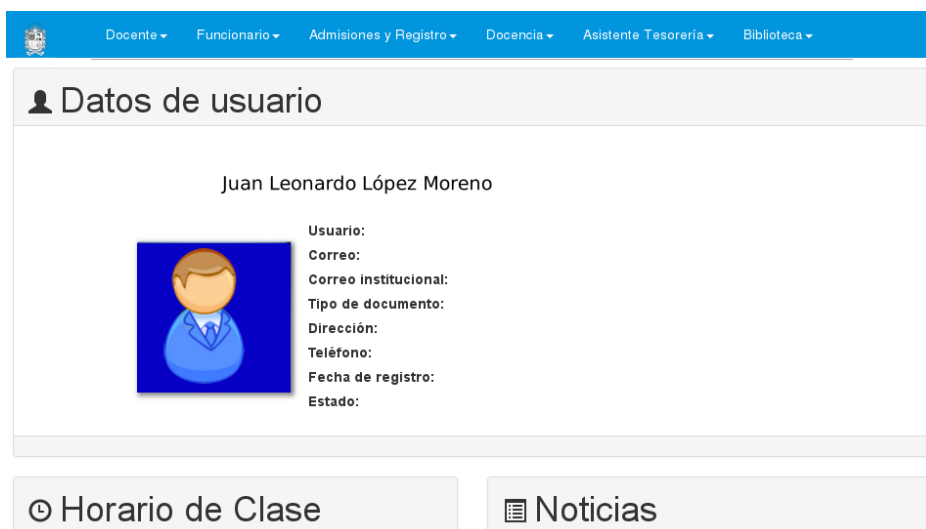 Docente Funcionario Admisiones y Registro Docencia Asistente Tesorería Biblioteca
Datos de usuario
Juan Leonardo López Moreno
Usuario:
Correo:
Correo institucional:
Tipo de documento:
Dirección:
Teléfono:
Fecha de registro:
Estado:
Horario de Clase
Noticias